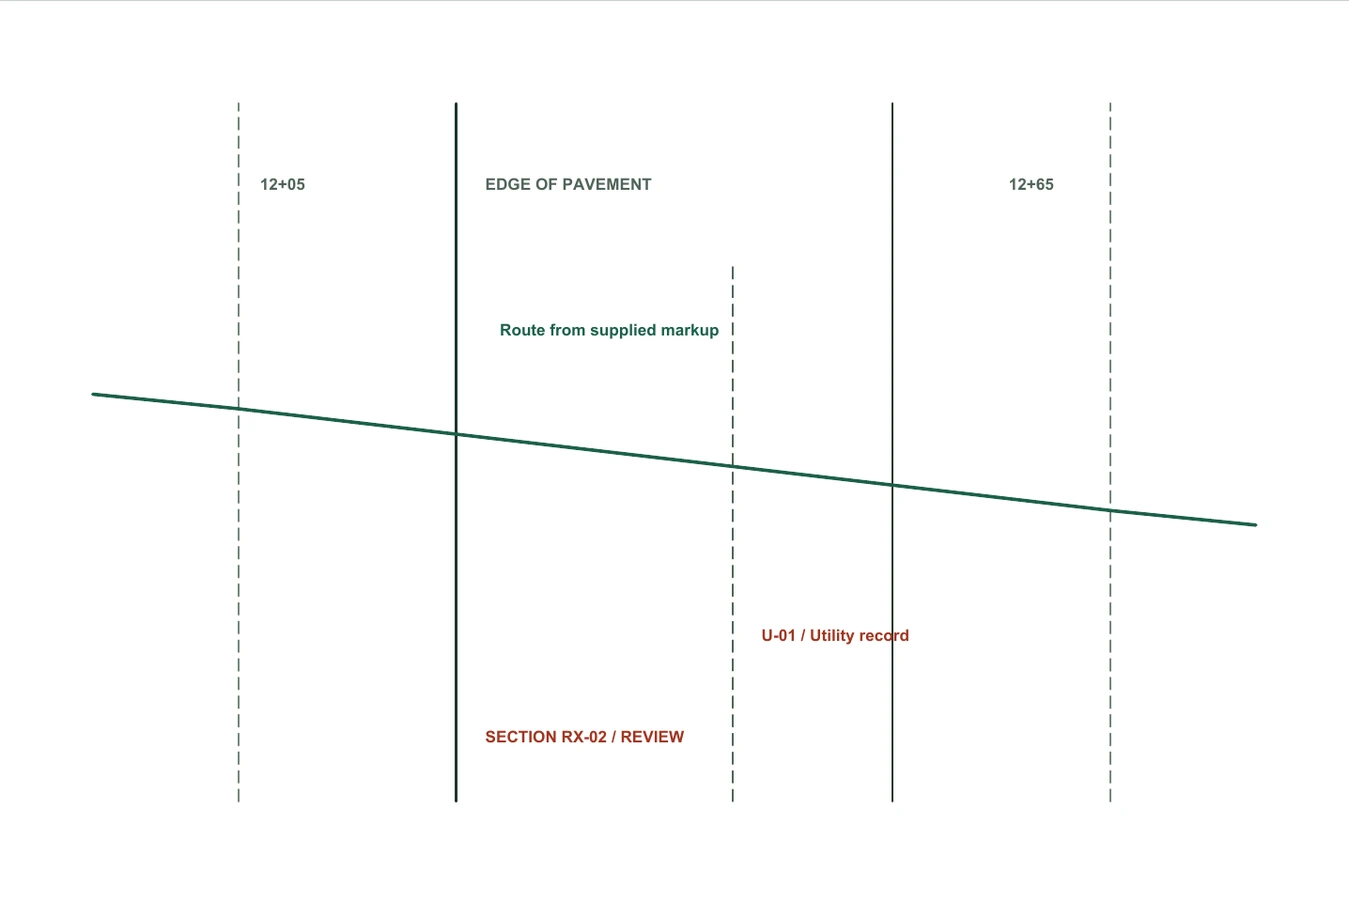 12+05
EDGE OF PAVEMENT
12+65
Route from supplied markup
U-01 / Utility record
SECTION RX-02 / REVIEW